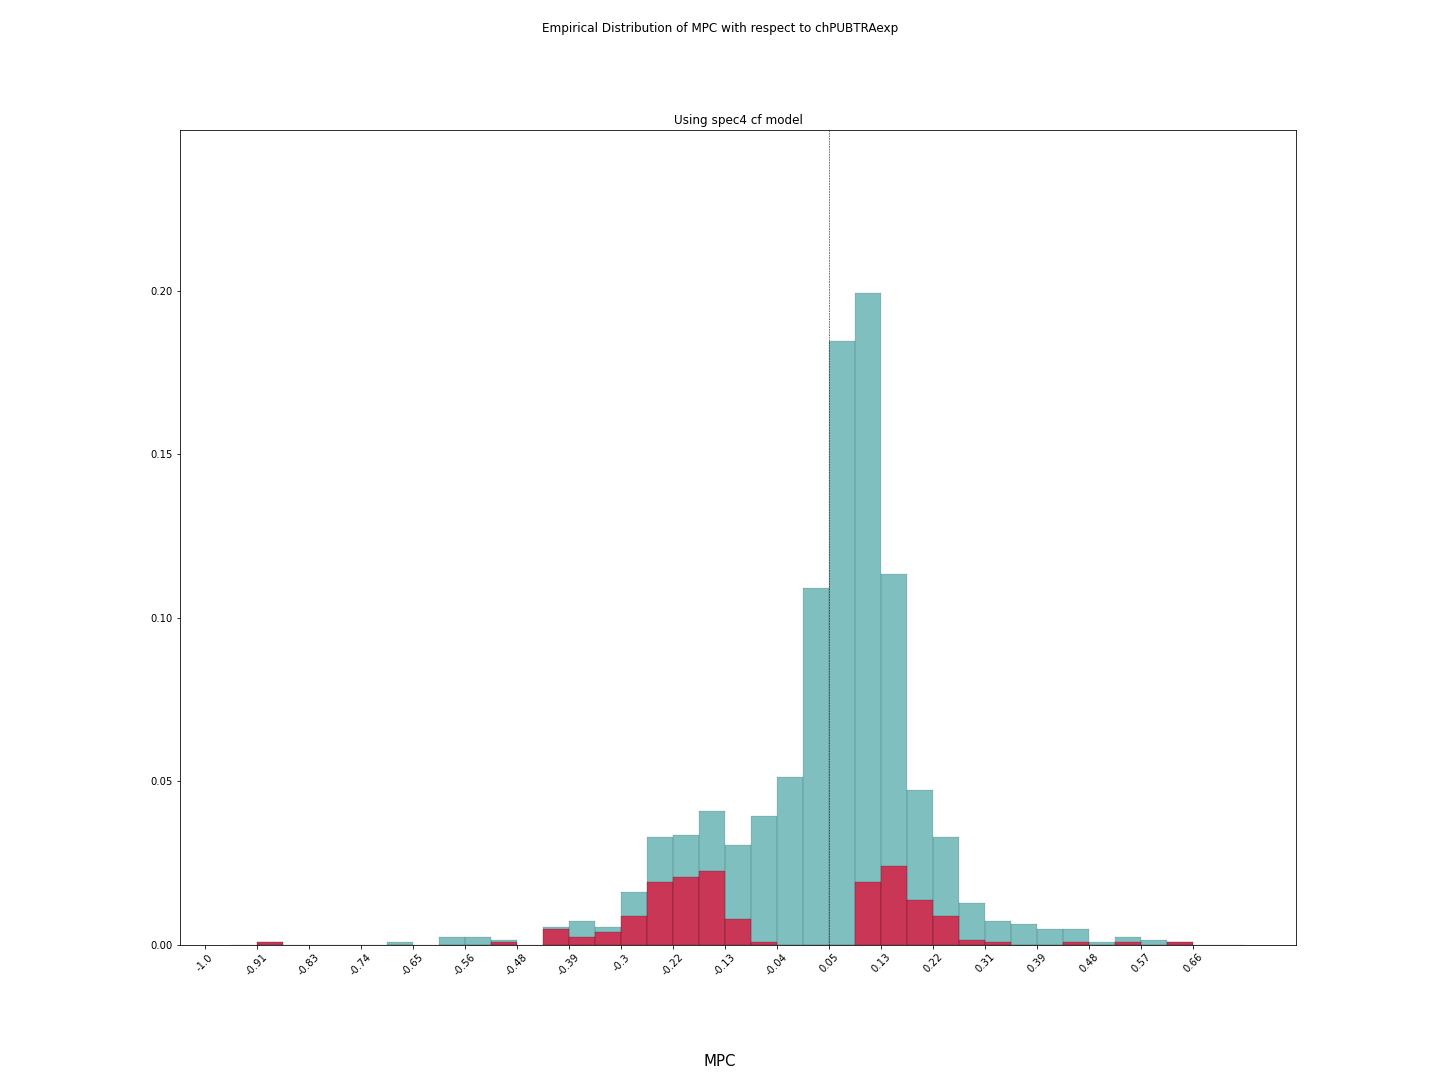 Empirical Distribution of MPC with respect to chPUBTRAexp
Using spec4 cf model
0.20
0.15
0.10
0.05
0.00
-1.0 -0.91 -0.83 -0.74 -0.65 -0.56 -0.48 -0.39 -0.3 -0.22 -0.13 -0.04 0.05 0.13 0.22 0.31 0.39 0.48 0.57 0.66
MPC